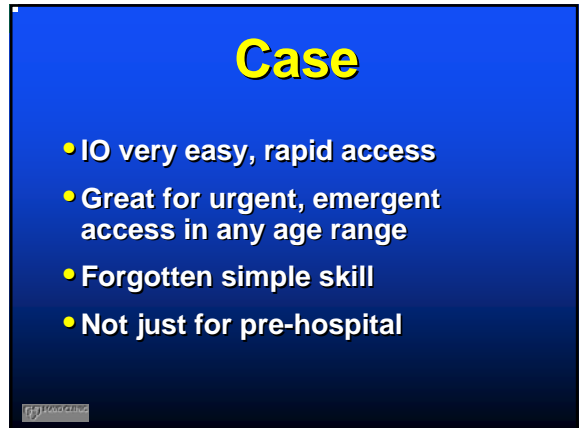 Case
• IO very easy, rapid access
• Great for urgent, emergent
access in any age range
• Forgotten simple skill
• Not just for pre-hospital